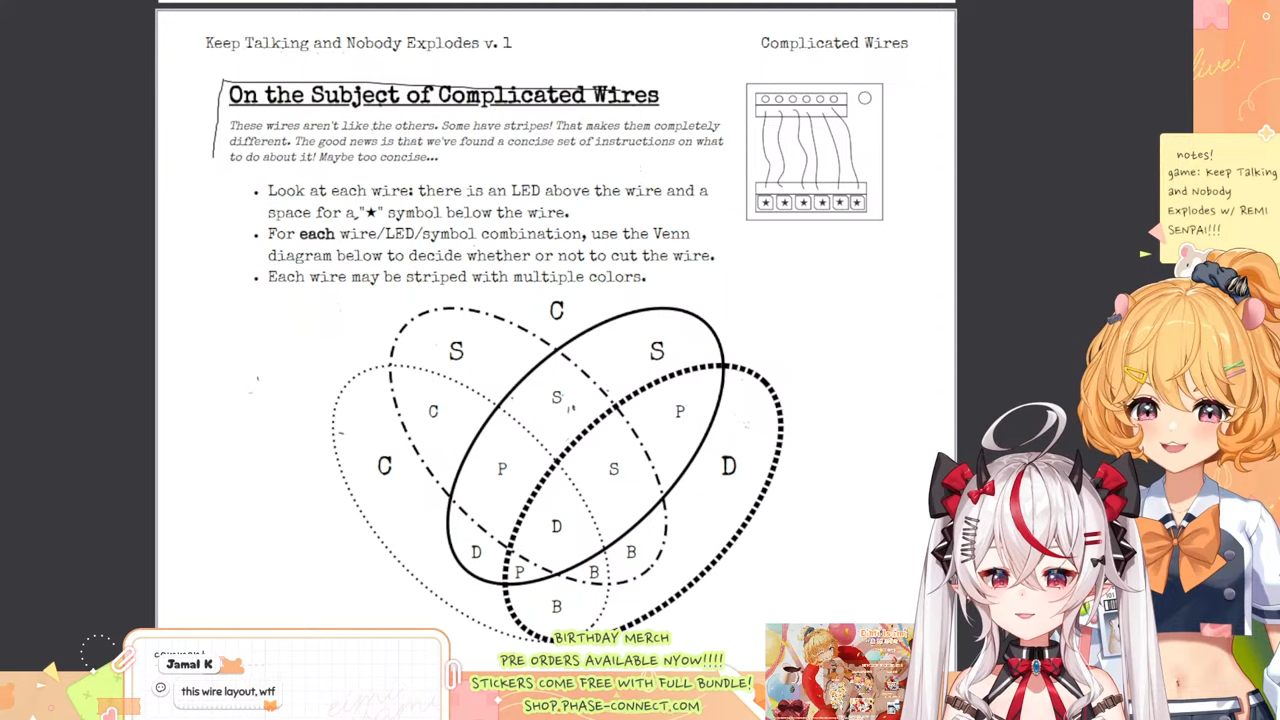 Keep Talking and Nobody Explodes v. 1
Complicated Wires
On the Subject of Complicated Wires
These wires aren't like the others. Some have stripes! That makes them completely
different. The good news is that we've found a concise set of instructions on what
to do about it! Maybe too concise...
• Look at each wire: there is an LED above the wire and a
space for a "★" symbol below the wire.
• For each wire/LED/symbol combination, use the Venn
diagram below to decide whether or not to cut the wire.
• Each wire may be striped with multiple colors.
C
S
S
S
C
P
C
P
S
D
D
D
B
P
B
B
live!
notes!
game: Keep Talking
and Nobody
Explodes w/ REMI
SENPAI!!!
Jamal K
this wire layout, wtf
BIRTHDAY MERCH
PRE ORDERS AVAILABLE NYOW!!!!
STICKERS COME FREE WITH FULL BUNDLE!
SHOP.PHASE-CONNECT.COM